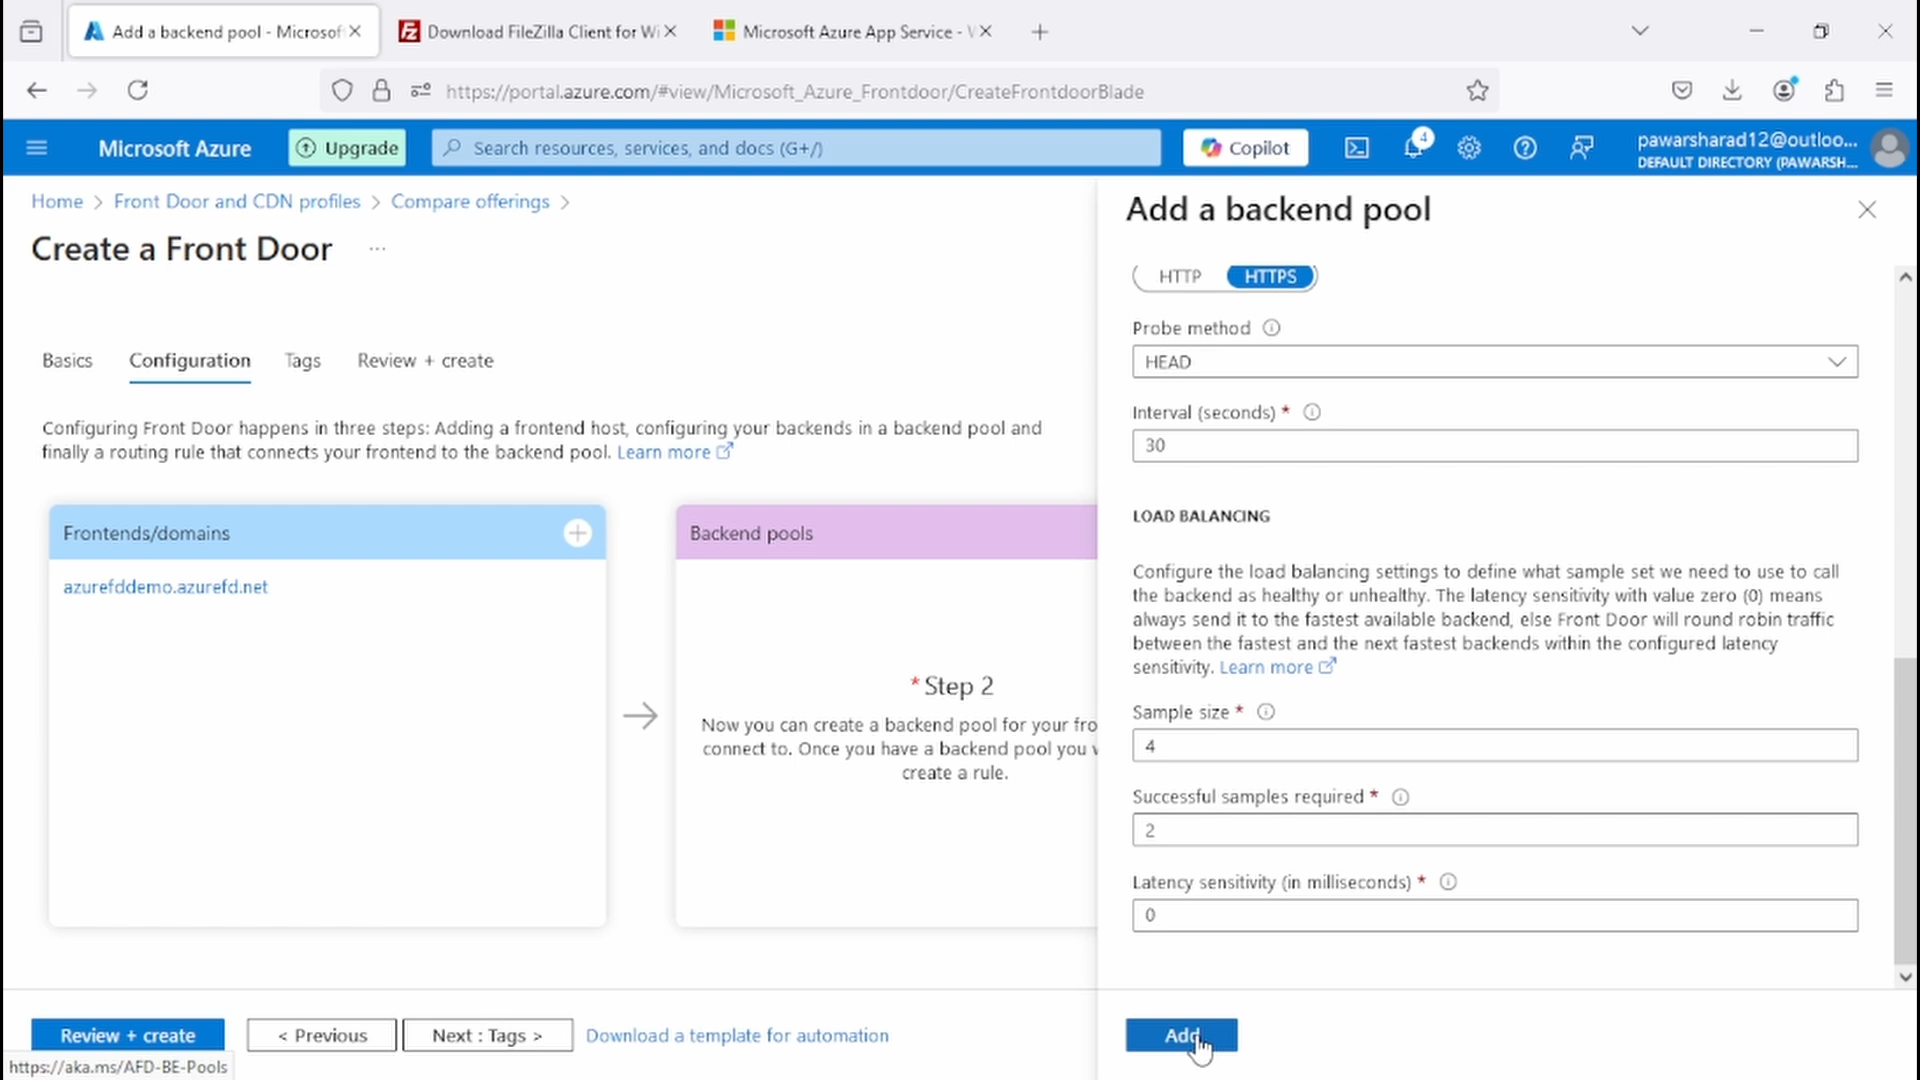 Add a backend pool - Microsof
Download FileZilla Client for Wi
Microsoft Azure App Service - W
https://portal.azure.com/#view/Microsoft_Azure_Frontdoor/CreateFrontdoorBlade
Microsoft Azure
Upgrade
Search resources, services, and docs (G+/)
Copilot
4
pawarsharad12@outloo...
DEFAULT DIRECTORY (PAWARSH...
Home > Front Door and CDN profiles > Compare offerings >
Create a Front Door ...
Basics
Configuration
Tags
Review + create
Configuring Front Door happens in three steps: Adding a frontend host, configuring your backends in a backend pool and
finally a routing rule that connects your frontend to the backend pool. Learn more
Frontends/domains
azurefddemo.azurefd.net
Backend pools
* Step 2
Now you can create a backend pool for your fro
connect to. Once you have a backend pool you w
create a rule.
Review + create
< Previous
Next : Tags >
Download a template for automation
https://aka.ms/AFD-BE-Pools
Add a backend pool
HTTP
HTTPS
Probe method
HEAD
Interval (seconds) *
30
LOAD BALANCING
Configure the load balancing settings to define what sample set we need to use to call
the backend as healthy or unhealthy. The latency sensitivity with value zero (0) means
always send it to the fastest available backend, else Front Door will round robin traffic
between the fastest and the next fastest backends within the configured latency
sensitivity. Learn more
Sample size *
4
Successful samples required *
2
Latency sensitivity (in milliseconds) *
0
Add